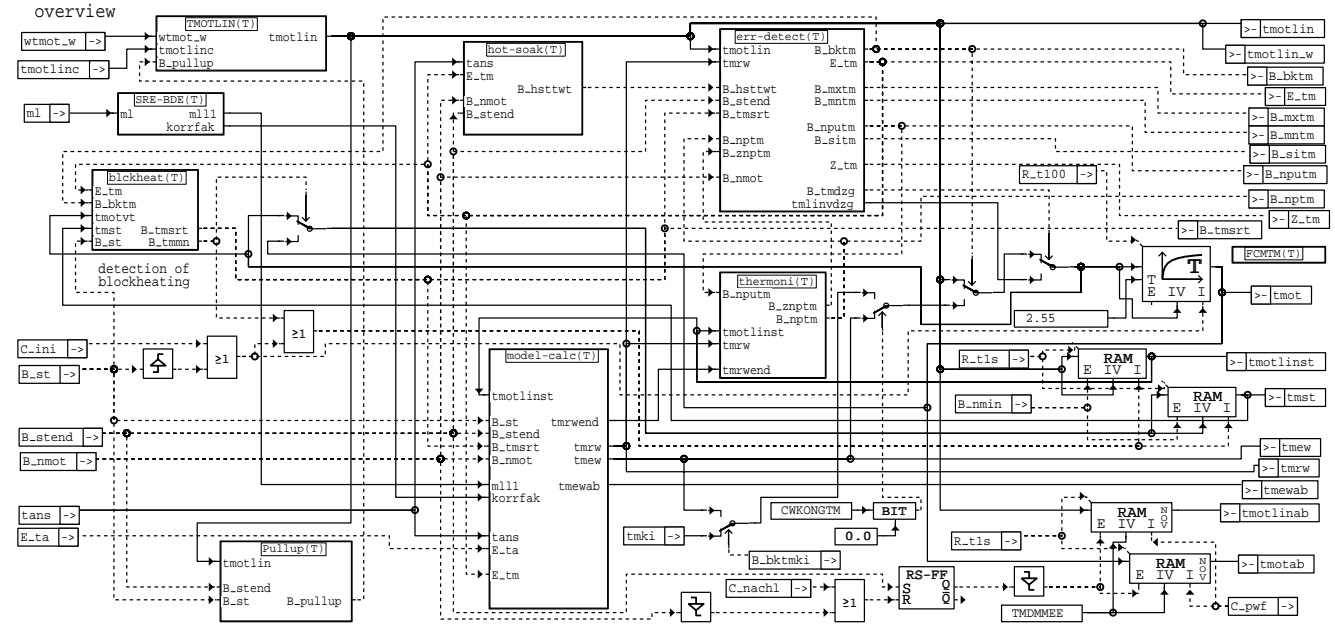 overview
wtmot_w ->
tmotlinc ->
TMOTLIN(T)
wtmot_w
tmotlinc
B_pullup
tmotlin
ml ->
SRE-BDE(T)
ml
mll1
korrfak
hot-soak(T)
tans
E_tm
B_nmot
B_stend
B_hsttwt
err-detect(T)
tmotlin
tmrw
B_hsttwt
B_stend
B_tmsrt
B_nptm
B_znptm
B_nmot
B_bktm
E_tm
B_mxtm
B_mntm
B_nputm
B_sitm
Z_tm
B_tmdzg
tmlinvdzg
>- tmotlin
>- tmotlin_w
>- B_bktm
>- E_tm
>- B_mxtm
>- B_mntm
>- B_sitm
>- B_nputm
>- B_nptm
>- Z_tm
>- B_tmsrt
R_t100 ->
FCMTM(T)
blckheat(T)
E_tm
B_bktm
tmotvt
tmst
B_st
B_tmsrt
B_tmmn
detection of
blockheating
thermoni(T)
B_nputm
B_znptm
B_nptm
tmotlinst
tmrw
tmrwend
T
T
E IV I
>- tmot
2.55
C_ini ->
B_st ->
≥1
≥1
R_t1s ->
RAM
E IV I
>- tmotlinst
B_nmin ->
RAM
E IV I
>- tmst
model-calc(T)
tmotlinst
B_st
B_stend
B_tmsrt
B_nmot
mll1
korrfak
tans
E_ta
E_tm
tmrwend
tmrw
tmew
tmewab
B_stend ->
B_nmot ->
>- tmew
>- tmrw
>- tmewab
tans ->
E_ta ->
Pullup(T)
tmotlin
B_stend
B_st
B_pullup
tmki ->
B_bktmki ->
CWKONGTM
BIT
0.0
R_t1s ->
RAM
E IV I
NOV
>- tmotlinab
RAM
E IV I
NOV
>- tmotab
C_nachl ->
≥1
RS-FF
S Q
R Q
TMDMMEE
C_pwf ->